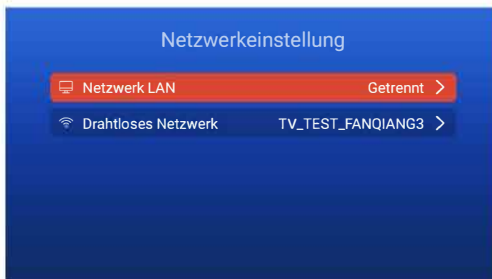 Netzwerkeinstellung
Netzwerk LAN Getrennt
Drahtloses Netzwerk TV_TEST_FANQIANG3